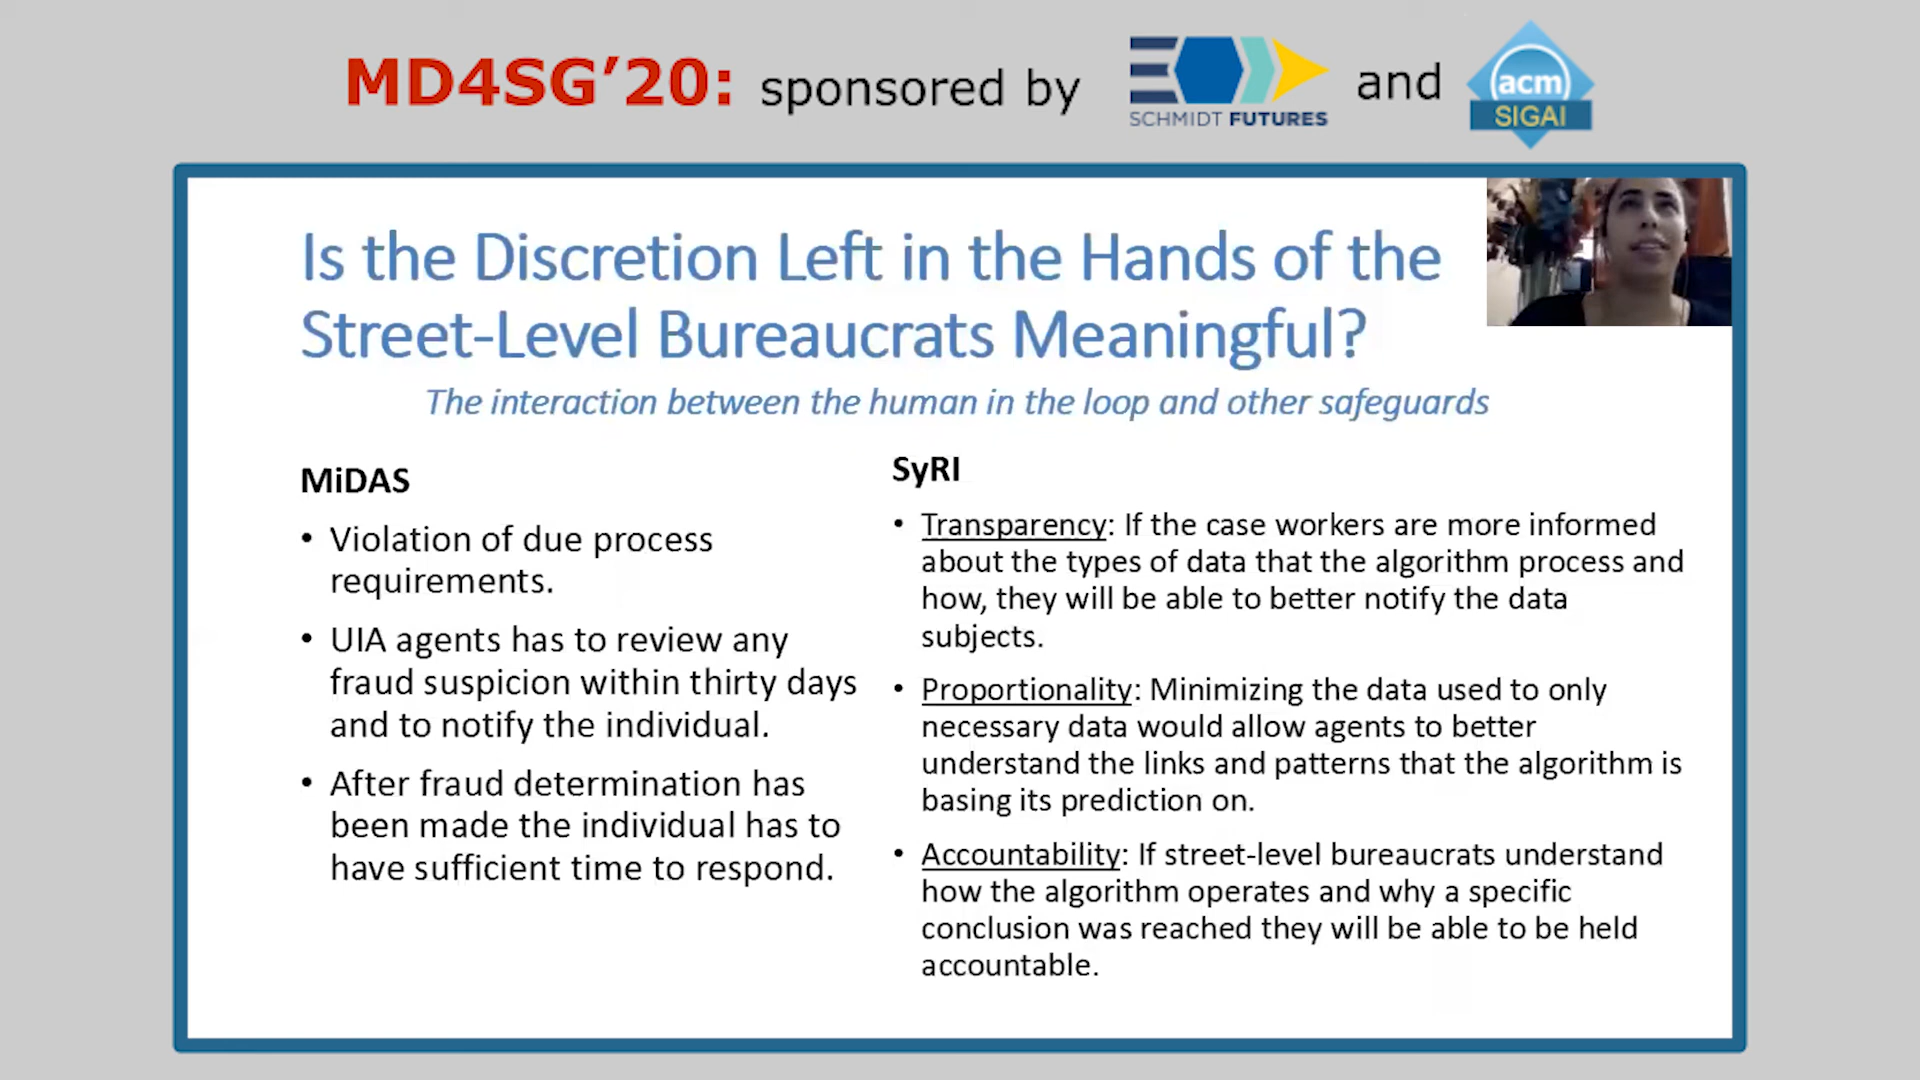 MD4SG’20: sponsored by
SCHMIDT FUTURES
and
acm
SIGAI
Is the Discretion Left in the Hands of the
Street-Level Bureaucrats Meaningful?
The interaction between the human in the loop and other safeguards
MiDAS
• Violation of due process
requirements.
• UIA agents has to review any
fraud suspicion within thirty days
and to notify the individual.
• After fraud determination has
been made the individual has to
have sufficient time to respond.
SyRI
• Transparency: If the case workers are more informed
about the types of data that the algorithm process and
how, they will be able to better notify the data
subjects.
• Proportionality: Minimizing the data used to only
necessary data would allow agents to better
understand the links and patterns that the algorithm is
basing its prediction on.
• Accountability: If street-level bureaucrats understand
how the algorithm operates and why a specific
conclusion was reached they will be able to be held
accountable.